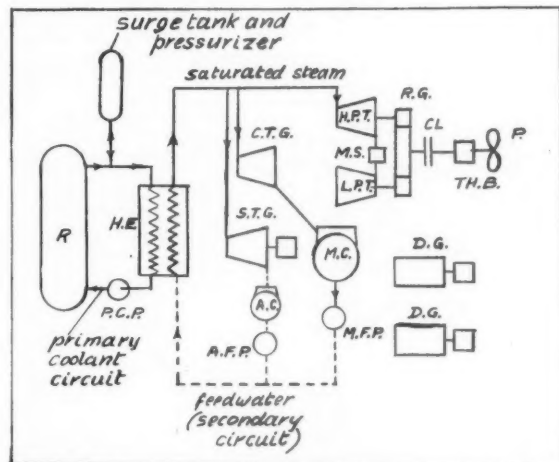 surge tank and
pressurizer
saturated steam
R.G.
H.P.T.
CL
P.
C.T.G.
M.S.
L.P.T.
TH.B.
S.T.G.
R
H.E
M.C.
D.G.
A.C.
P.C.P.
D.G.
M.F.P.
A.F.P.
primary
coolant
circuit
feedwater
(secondary
circuit)